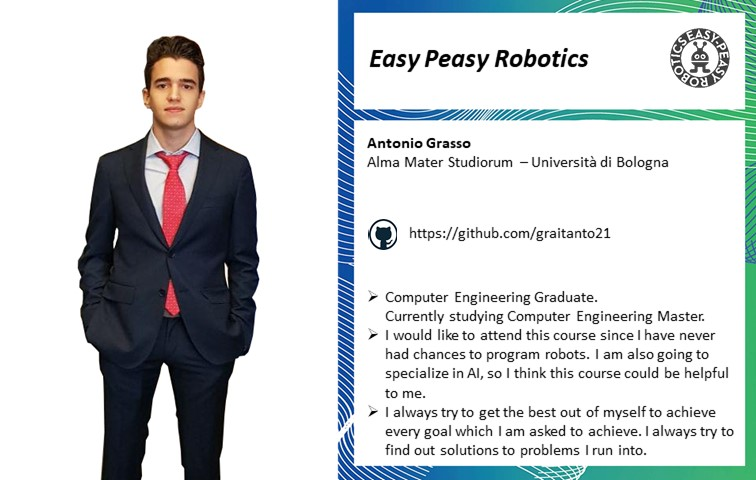 Easy Peasy Robotics
EASY-PEASY ROBOTICS
Antonio Grasso
Alma Mater Studiorum – Università di Bologna
https://github.com/graitanto21
➢ Computer Engineering Graduate.
Currently studying Computer Engineering Master.
➢ I would like to attend this course since I have never
had chances to program robots. I am also going to
specialize in AI, so I think this course could be helpful
to me.
➢ I always try to get the best out of myself to achieve
every goal which I am asked to achieve. I always try to
find out solutions to problems I run into.